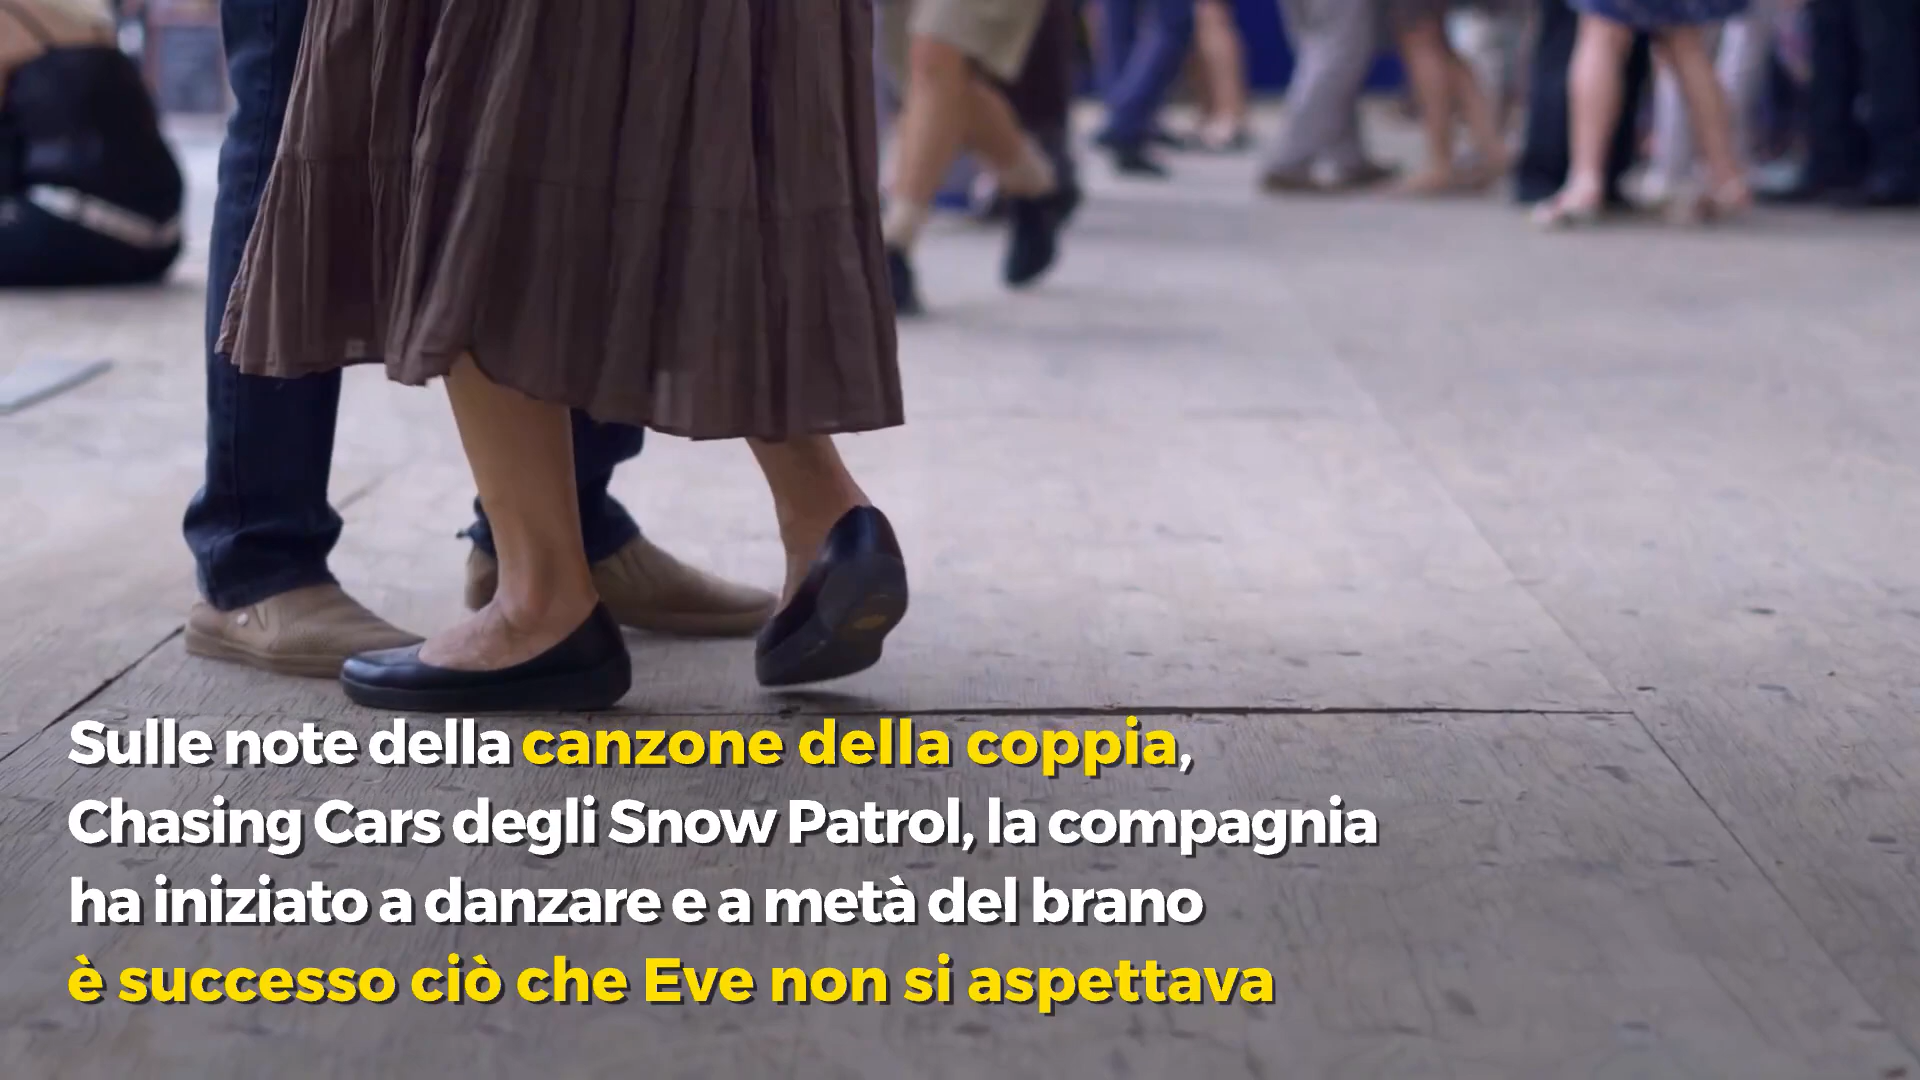 Sulle note della canzone della coppia,
Chasing Cars degli Snow Patrol, la compagnia
ha iniziato a danzare e a metà del brano
è successo ciò che Eve non si aspettava